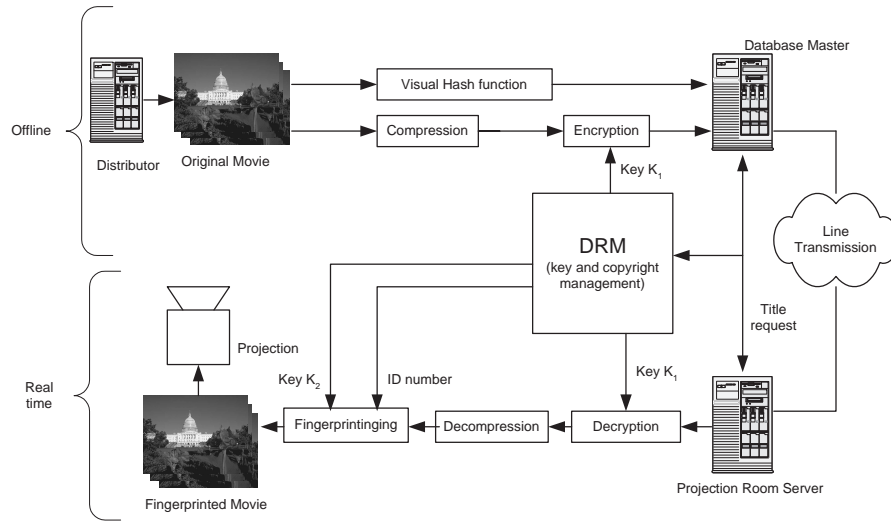 Database Master
Visual Hash function
Offline
Compression
Encryption
Distributor
Original Movie
Key K1
DRM
(key and copyright
management)
Line
Transmission
Title
request
Projection
Real
time
Key K2
ID number
Key K1
Fingerprintinging
Decompression
Decryption
Fingerprinted Movie
Projection Room Server